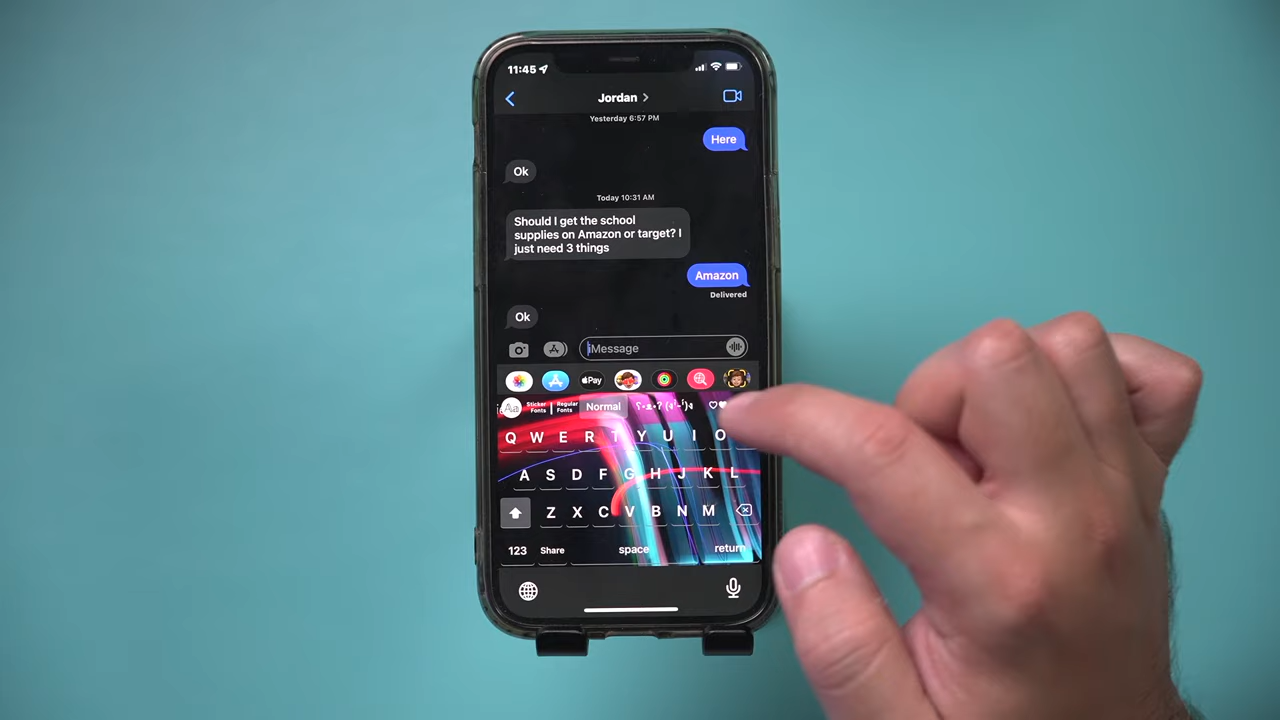 11:45
Jordan >
Yesterday 6:57 PM
Here
Ok
Today 10:31 AM
Should I get the school
supplies on Amazon or target? I
just need 3 things
Amazon
Delivered
Ok
iMessage
Pay
Aa Sticker Fonts | Regular Fonts Normal
Q W E R T Y U I O
A S D F G H J K L
Z X C V B N M
123 Share space return